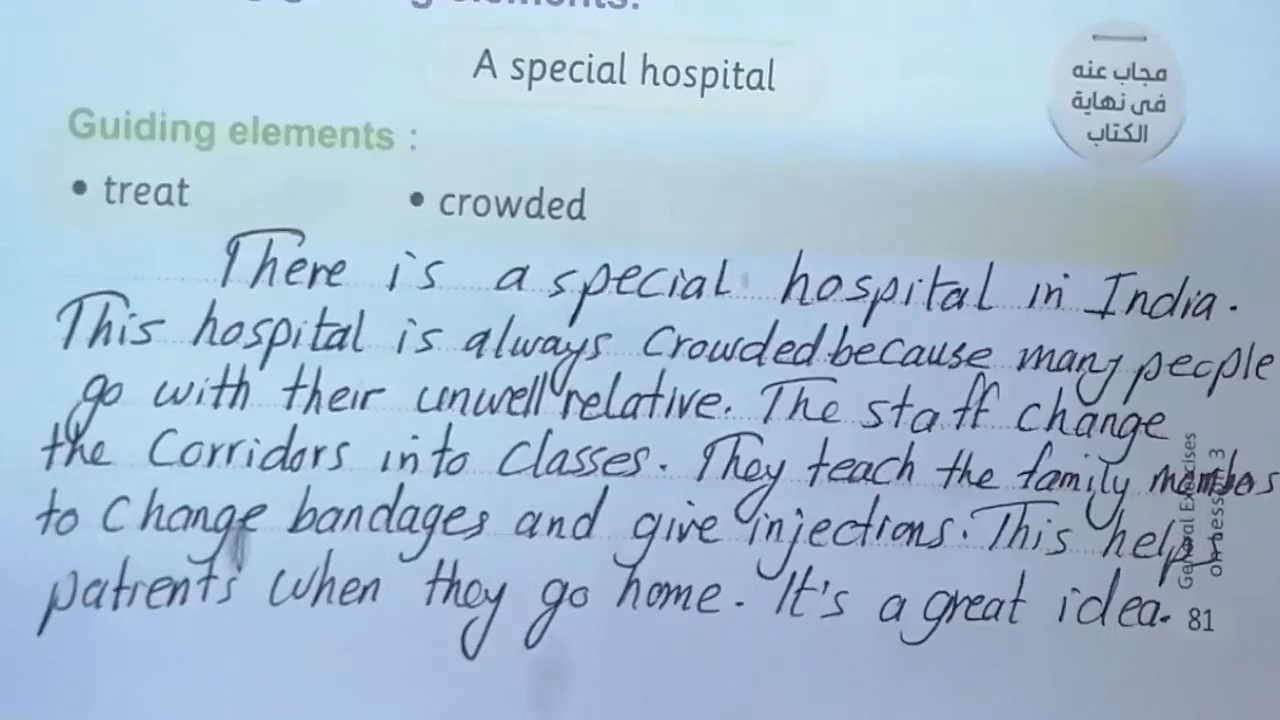 elements.
A special hospital
مجاب عنه
فى نهاية
الكتاب
Guiding elements :
• treat • crowded
There is a special hospital in India.
This hospital is always crowded because many people
go with their unwell relative. The staff change
the corridors into classes. They teach the family members
to change bandages and give injections. This helps
patients when they go home. It's a great idea.
General Exercises
81